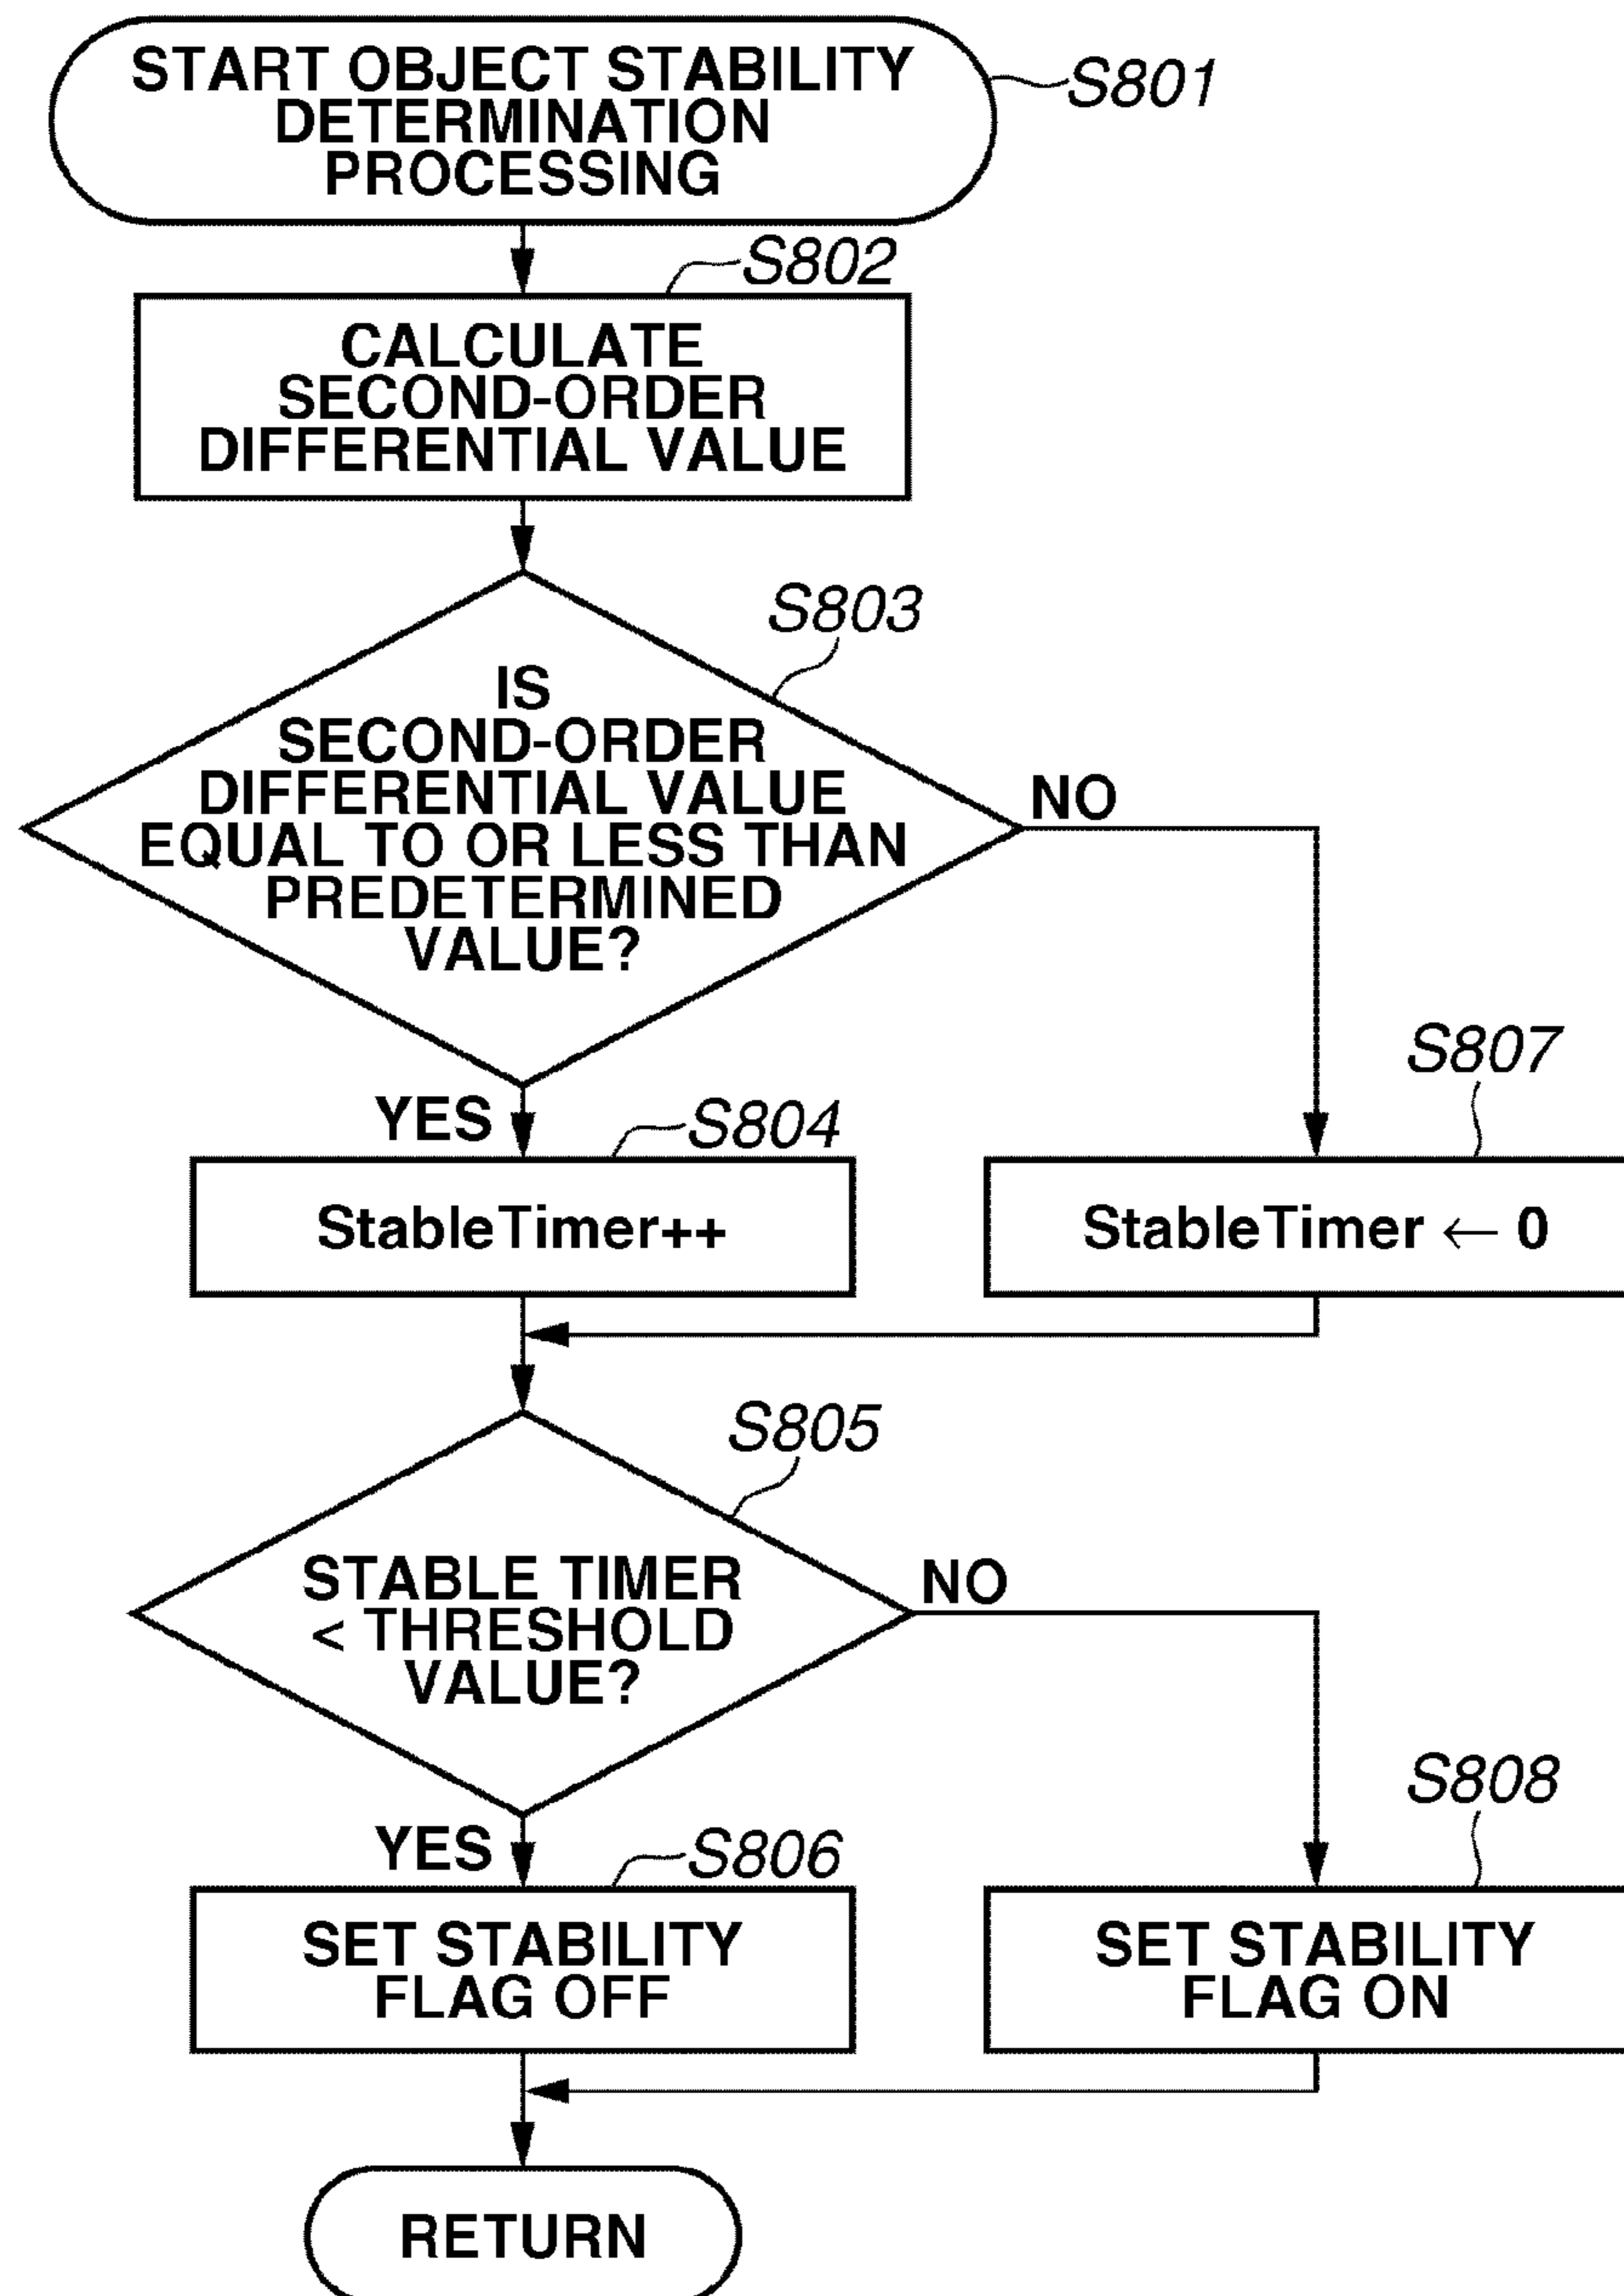 START OBJECT STABILITY
DETERMINATION
PROCESSING
S801
S802
CALCULATE
SECOND-ORDER
DIFFERENTIAL VALUE
S803
IS
SECOND-ORDER
DIFFERENTIAL VALUE
EQUAL TO OR LESS THAN
PREDETERMINED
VALUE?
NO
YES
S804
StableTimer++
S807
StableTimer ← 0
S805
STABLE TIMER
< THRESHOLD
VALUE?
NO
YES
S806
SET STABILITY
FLAG OFF
S808
SET STABILITY
FLAG ON
RETURN